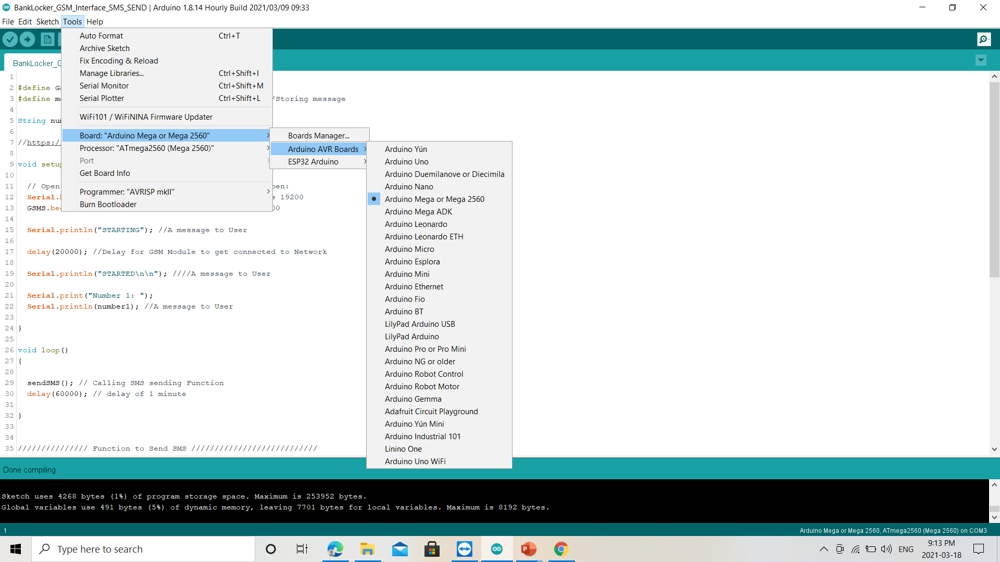 BankLocker_GSM_Interface_SMS_SEND | Arduino 1.8.14 Hourly Build 2021/03/09 09:33
File Edit Sketch Tools Help
Auto Format Ctrl+T
Archive Sketch
Fix Encoding & Reload
Manage Libraries... Ctrl+Shift+I
Serial Monitor Ctrl+Shift+M
Serial Plotter Ctrl+Shift+L
WiFi101 / WiFiNINA Firmware Updater
Board: "Arduino Mega or Mega 2560"
Processor: "ATmega2560 (Mega 2560)"
Port
Get Board Info
Programmer: "AVRISP mkII"
Burn Bootloader
Boards Manager...
Arduino AVR Boards
ESP32 Arduino
Arduino Yún
Arduino Uno
Arduino Duemilanove or Diecimila
Arduino Nano
Arduino Mega or Mega 2560
Arduino Mega ADK
Arduino Leonardo
Arduino Leonardo ETH
Arduino Micro
Arduino Esplora
Arduino Mini
Arduino Ethernet
Arduino Fio
Arduino BT
LilyPad Arduino USB
LilyPad Arduino
Arduino Pro or Pro Mini
Arduino NG or older
Arduino Robot Control
Arduino Robot Motor
Arduino Gemma
Adafruit Circuit Playground
Arduino Yún Mini
Arduino Industrial 101
Linino One
Arduino Uno WiFi
BankLocker_G
1
2 #define GS
3 #define me /Storing message
4
5 String num
6
7 //https:/
8
9 void setup
10
11 // Open pen:
12 Serial.b s 19200
13 GSMS.beg 00
14
15 Serial.println("STARTING"); //A message to User
16
17 delay(20000); //Delay for GSM Module to get connected to Network
18
19 Serial.println("STARTED\n\n"); ////A message to User
20
21 Serial.print("Number 1: ");
22 Serial.println(number1); //A message to User
23
24 }
25
26 void loop()
27 {
28
29 sendSMS(); // Calling SMS sending Function
30 delay(60000); // delay of 1 minute
31
32 }
33
34
35 /////////////// Function to Send SMS ///////////////////////////
Done compiling.
Sketch uses 4268 bytes (1%) of program storage space. Maximum is 253952 bytes.
Global variables use 491 bytes (5%) of dynamic memory, leaving 7701 bytes for local variables. Maximum is 8192 bytes.
1 Arduino Mega or Mega 2560, ATmega2560 (Mega 2560) on COM3
Type here to search
ENG
9:13 PM
2021-03-18